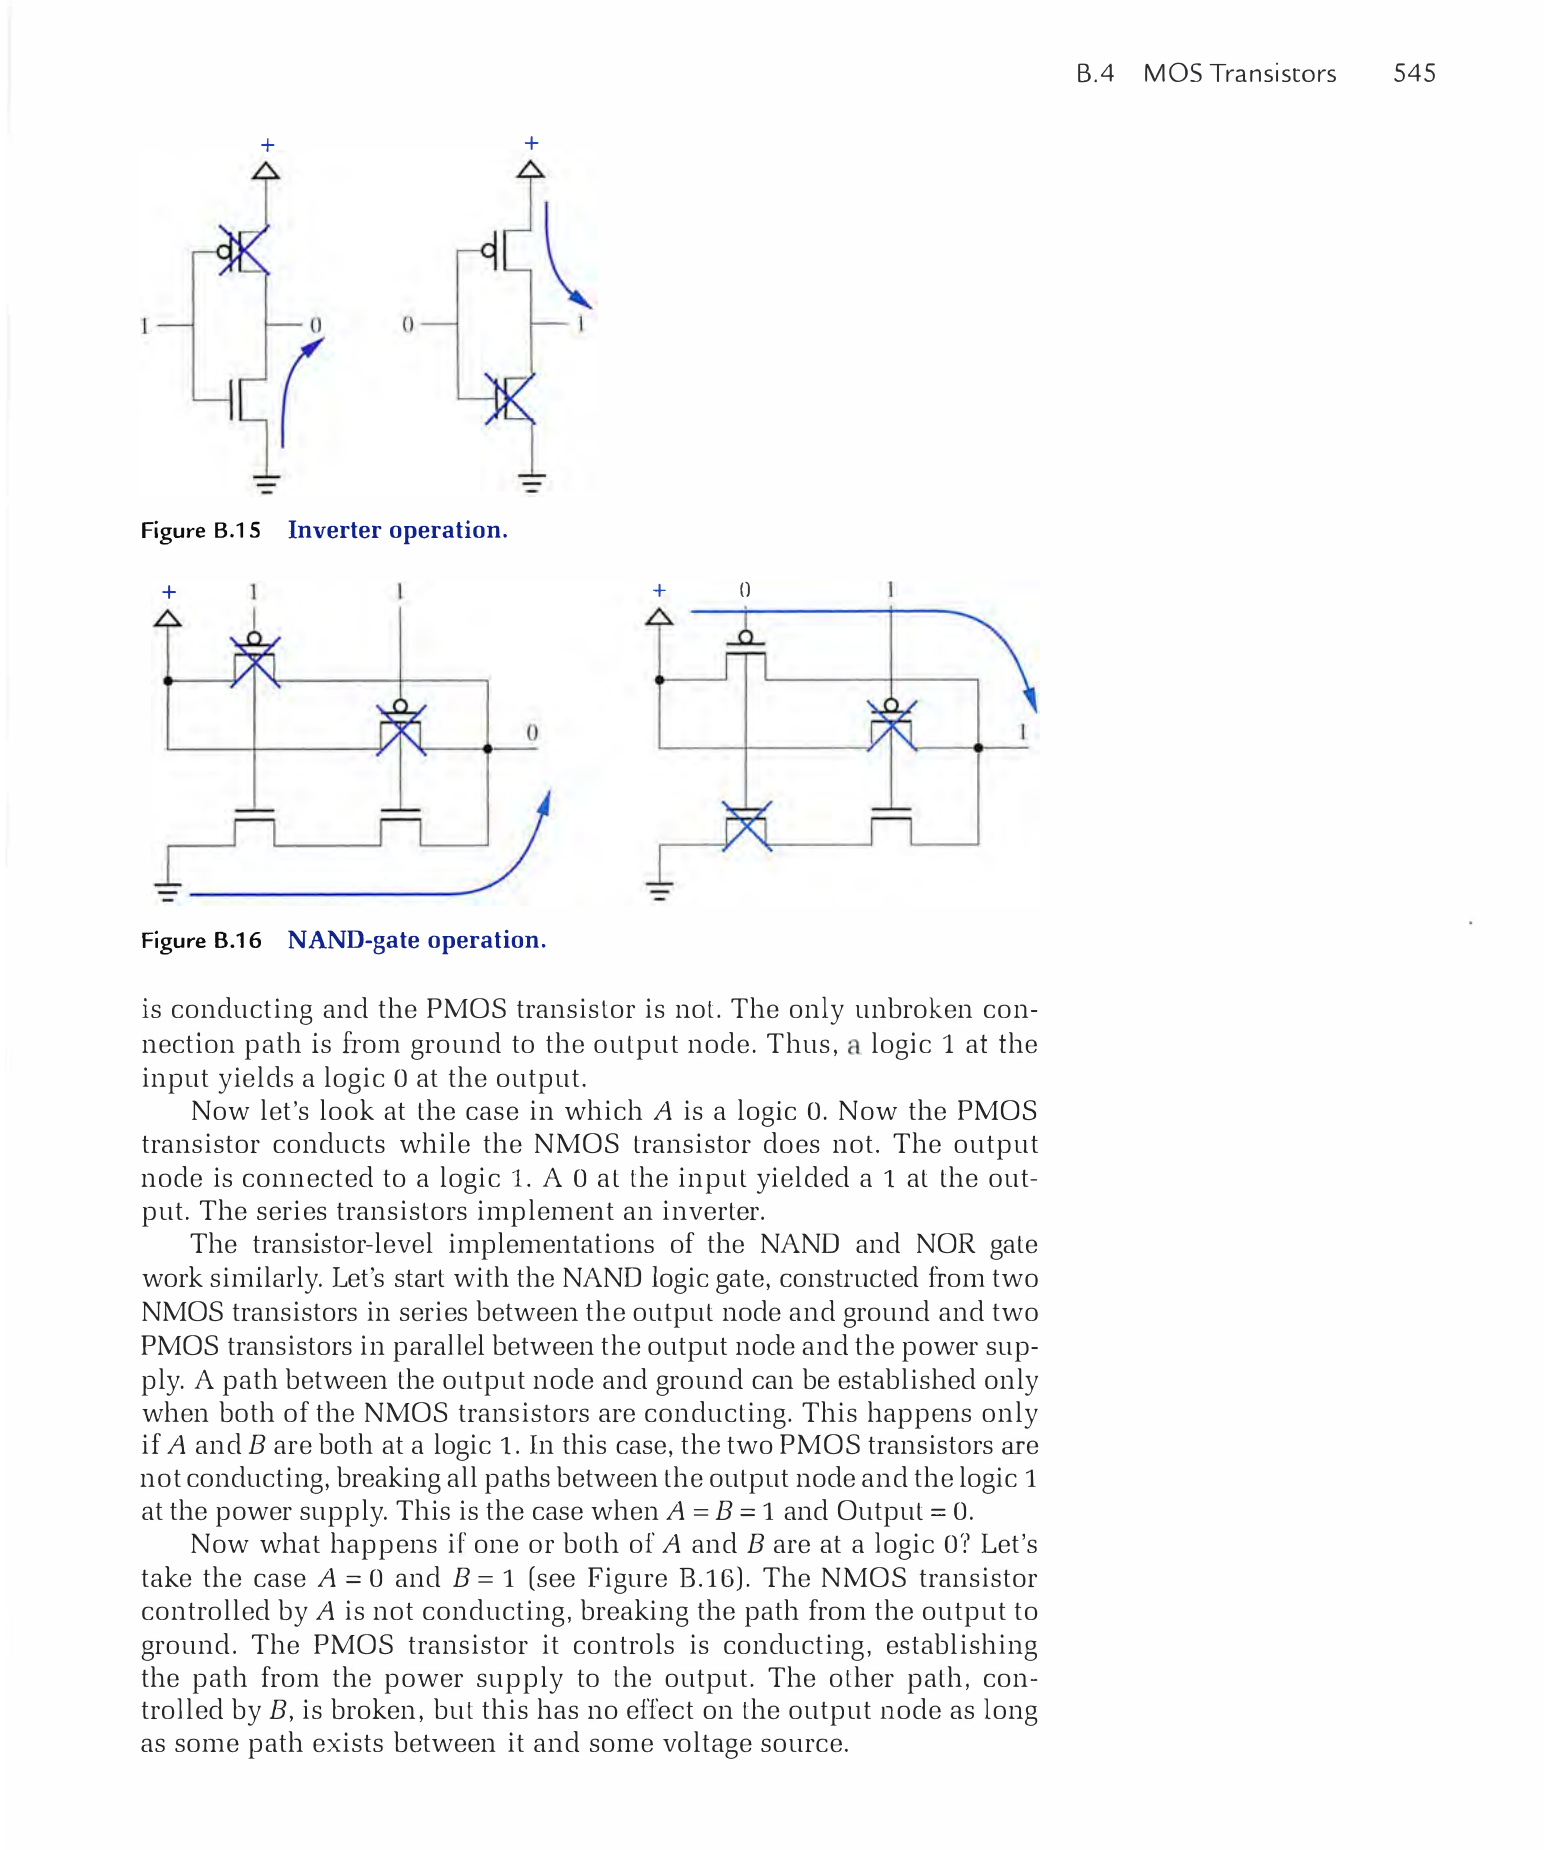 B.4 MOS Transistors 545
+ +
1 0 0 1
Figure B.15 Inverter operation.
+ 1 1 + 0 1
0 1
Figure B.16 NAND-gate operation.
is conducting and the PMOS transistor is not. The only unbroken con-
nection path is from ground to the output node. Thus, a logic 1 at the
input yields a logic 0 at the output.
Now let's look at the case in which A is a logic 0. Now the PMOS
transistor conducts while the NMOS transistor does not. The output
node is connected to a logic 1. A 0 at the input yielded a 1 at the out-
put. The series transistors implement an inverter.
The transistor-level implementations of the NAND and NOR gate
work similarly. Let's start with the NAND logic gate, constructed from two
NMOS transistors in series between the output node and ground and two
PMOS transistors in parallel between the output node and the power sup-
ply. A path between the output node and ground can be established only
when both of the NMOS transistors are conducting. This happens only
if A and B are both at a logic 1. In this case, the two PMOS transistors are
not conducting, breaking all paths between the output node and the logic 1
at the power supply. This is the case when A = B = 1 and Output = 0.
Now what happens if one or both of A and B are at a logic 0? Let's
take the case A = 0 and B = 1 (see Figure B.16). The NMOS transistor
controlled by A is not conducting, breaking the path from the output to
ground. The PMOS transistor it controls is conducting, establishing
the path from the power supply to the output. The other path, con-
trolled by B, is broken, but this has no effect on the output node as long
as some path exists between it and some voltage source.